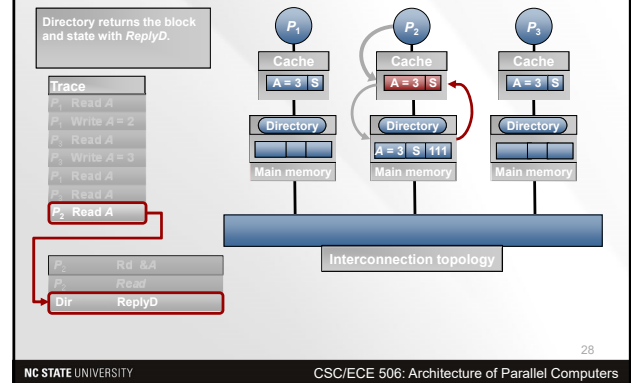 Directory returns the block
and state with ReplyD.
Trace
P1 Read A
P1 Write A = 2
P3 Read A
P3 Write A = 3
P1 Read A
P3 Read A
P2 Read A
P2 Rd &A
P2 Read
Dir ReplyD
P1
Cache
A = 3 S
Directory
Main memory
P2
Cache
A = 3 S
Directory
A = 3 S 111
Main memory
P3
Cache
A = 3 S
Directory
Main memory
Interconnection topology
28
NC STATE UNIVERSITY
CSC/ECE 506: Architecture of Parallel Computers